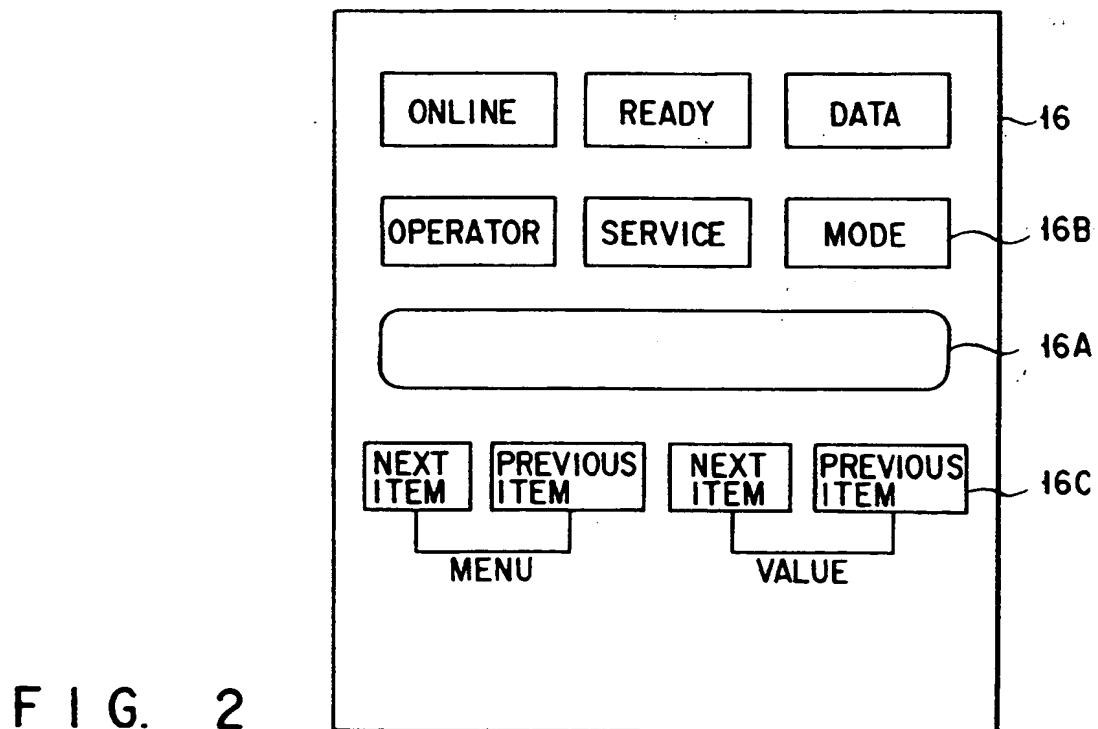 ONLINE READY DATA 16
OPERATOR SERVICE MODE 16B
16A
NEXT ITEM PREVIOUS ITEM NEXT ITEM PREVIOUS ITEM 16C
MENU VALUE
FIG. 2